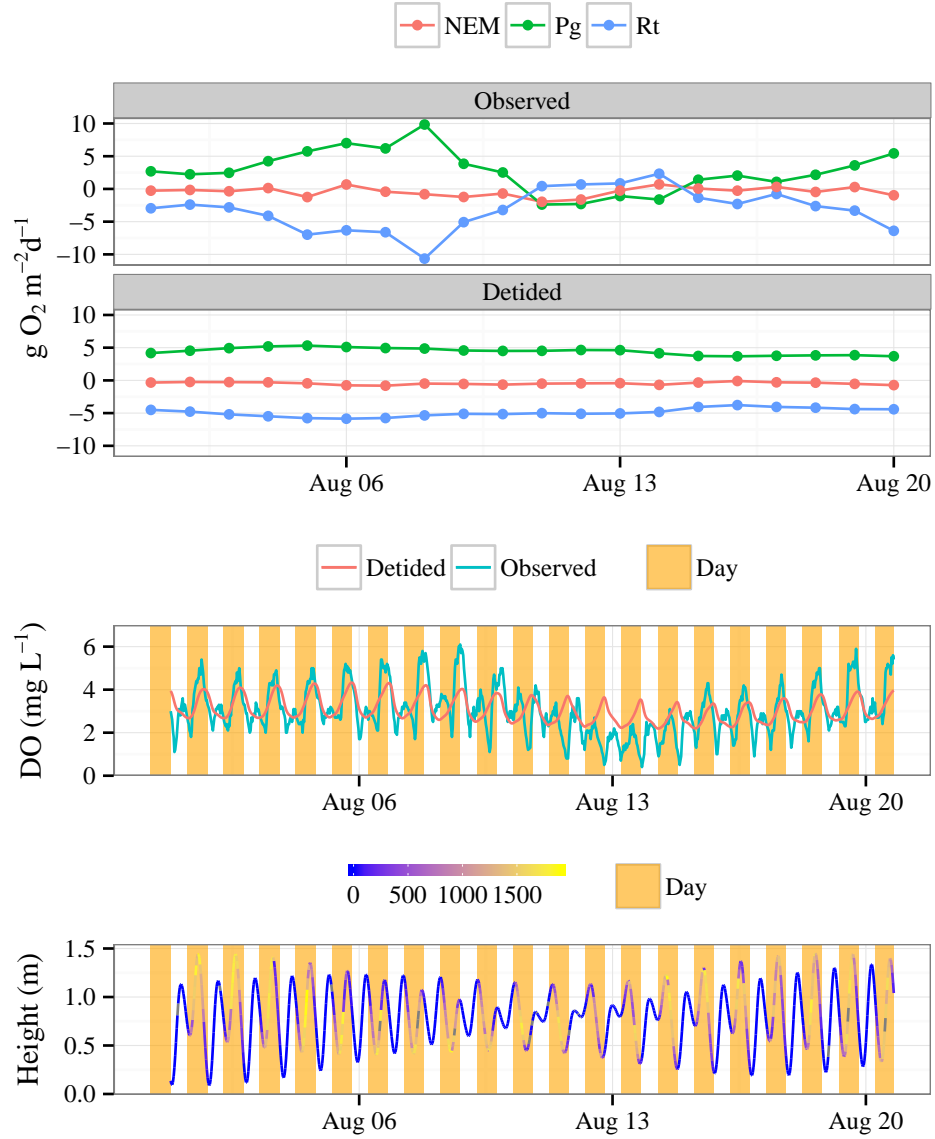 NEM Pg Rt
Observed
10
5
0
−5
−10
Detided
10
5
0
−5
−10
g O₂ m⁻²d⁻¹
Aug 06 Aug 13 Aug 20
Detided Observed Day
6
4
2
0
DO (mg L⁻¹)
Aug 06 Aug 13 Aug 20
0 500 1000 1500 Day
1.5
1.0
0.5
0.0
Height (m)
Aug 06 Aug 13 Aug 20